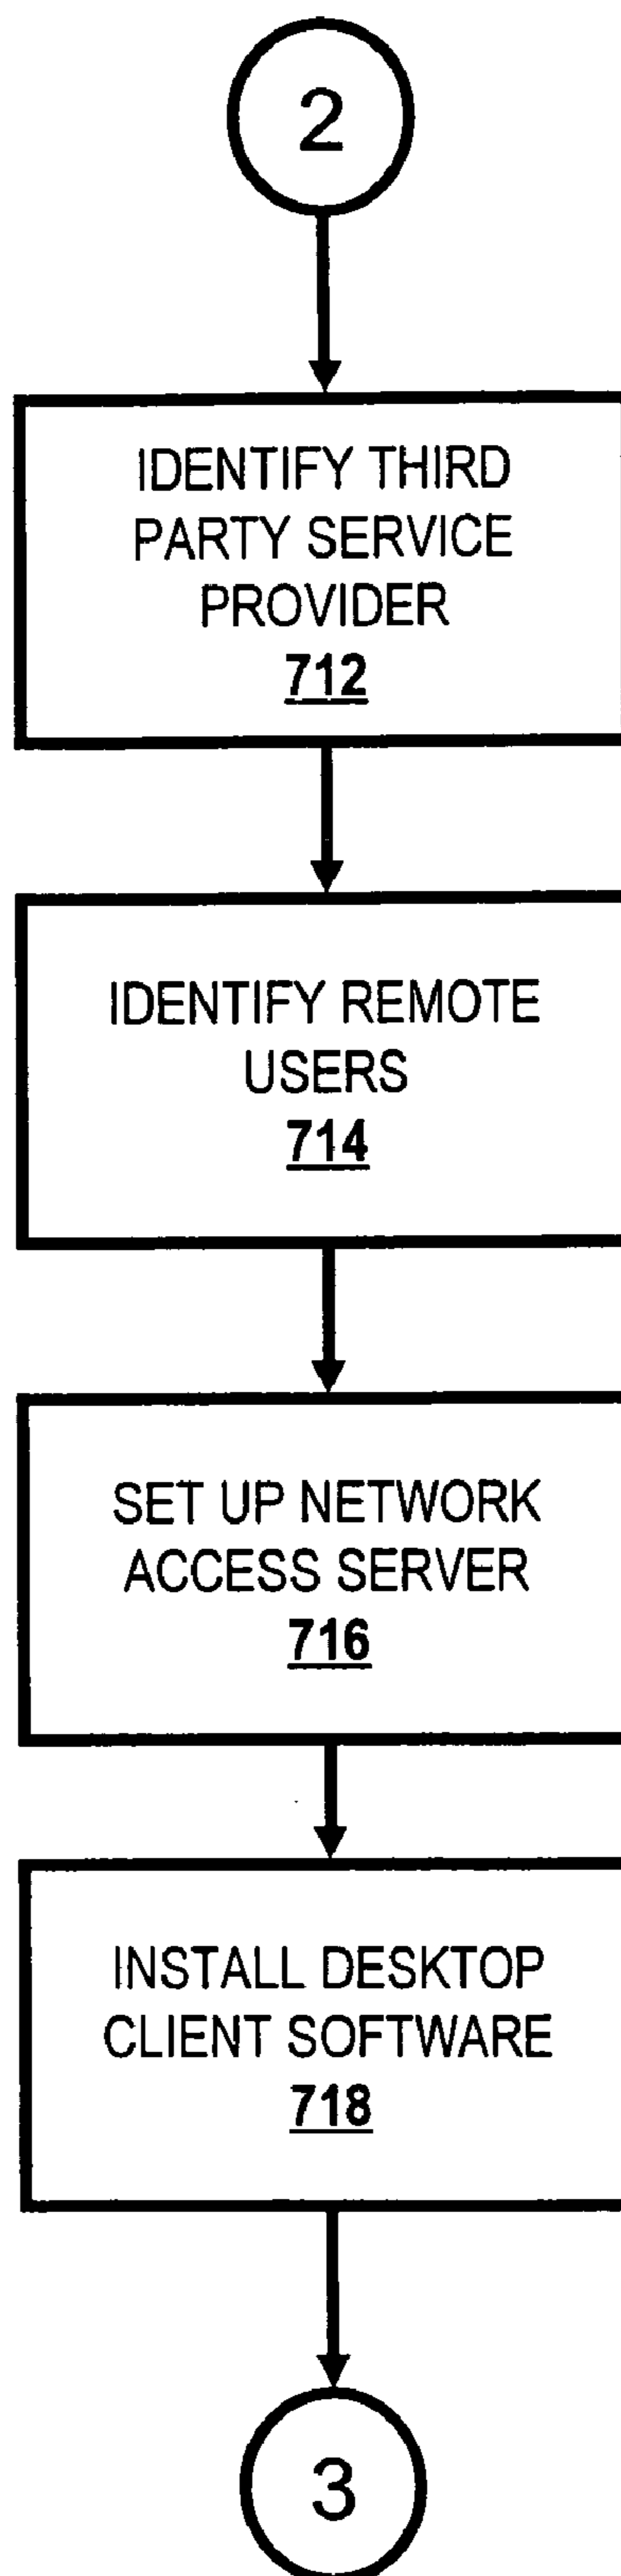 2
IDENTIFY THIRD
PARTY SERVICE
PROVIDER
712
IDENTIFY REMOTE
USERS
714
SET UP NETWORK
ACCESS SERVER
716
INSTALL DESKTOP
CLIENT SOFTWARE
718
3